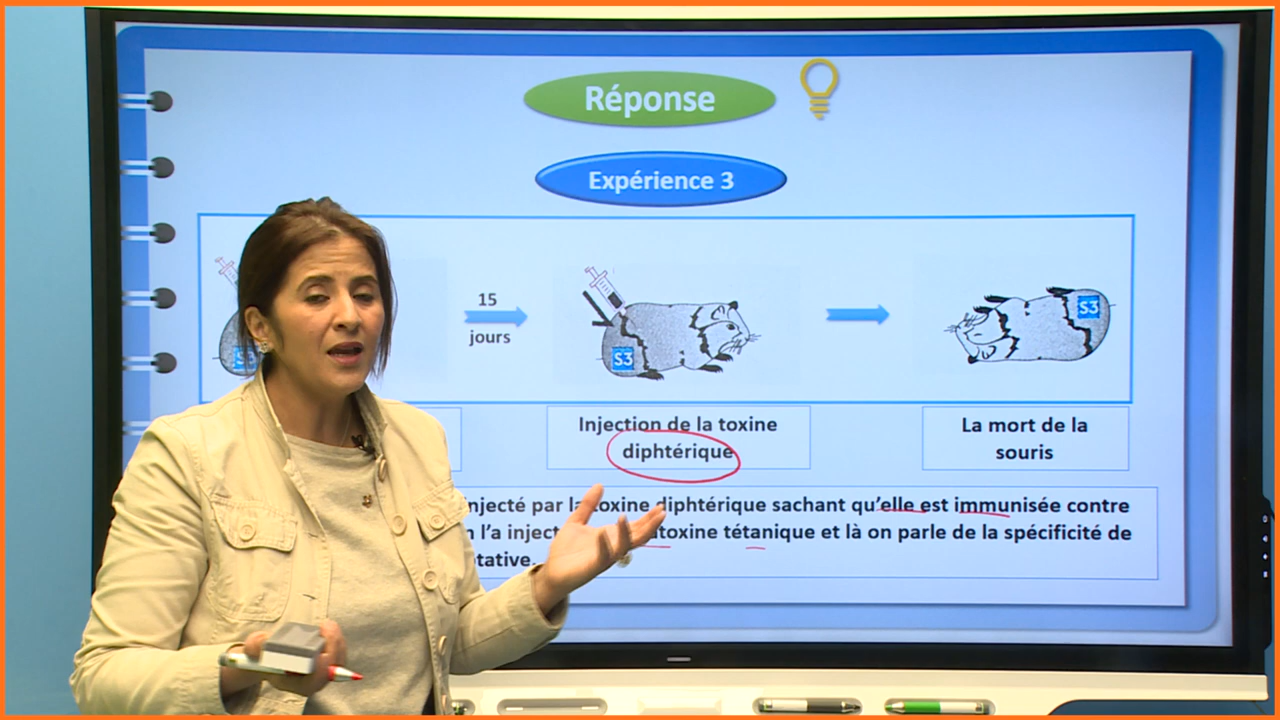 Réponse
Expérience 3
15
jours
S3
S3
S3
Injection de la toxine
diphtérique
La mort de la
souris
njecté par la toxine diphtérique sachant qu'elle est immunisée contre
l'a inject toxine tétanique et là on parle de la spécificité de
tative.